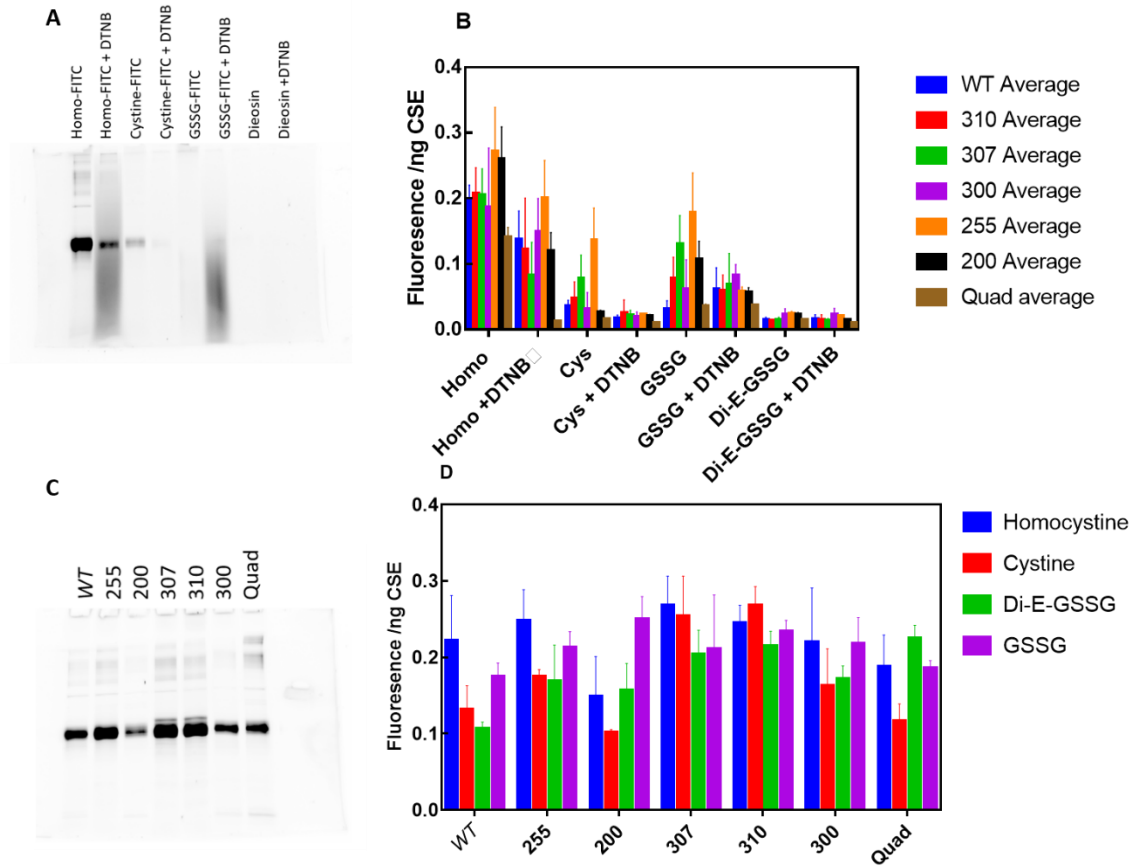 A
Homo-FITC
Homo-FITC + DTNB
Cystine-FITC
Cystine-FITC + DTNB
GSSG-FITC
GSSG-FITC + DTNB
Dieosin
Dieosin +DTNB
B
Fluoresence /ng CSE
0.4
0.3
0.2
0.1
0.0
Homo
Homo +DTNB□
Cys
Cys + DTNB
GSSG
GSSG + DTNB
Di-E-GSSG
Di-E-GSSG + DTNB
WT Average
310 Average
307 Average
300 Average
255 Average
200 Average
Quad average
C
WT
255
200
307
310
300
Quad
D
Fluoresence /ng CSE
0.4
0.3
0.2
0.1
0.0
WT
255
200
307
310
300
Quad
Homocystine
Cystine
Di-E-GSSG
GSSG